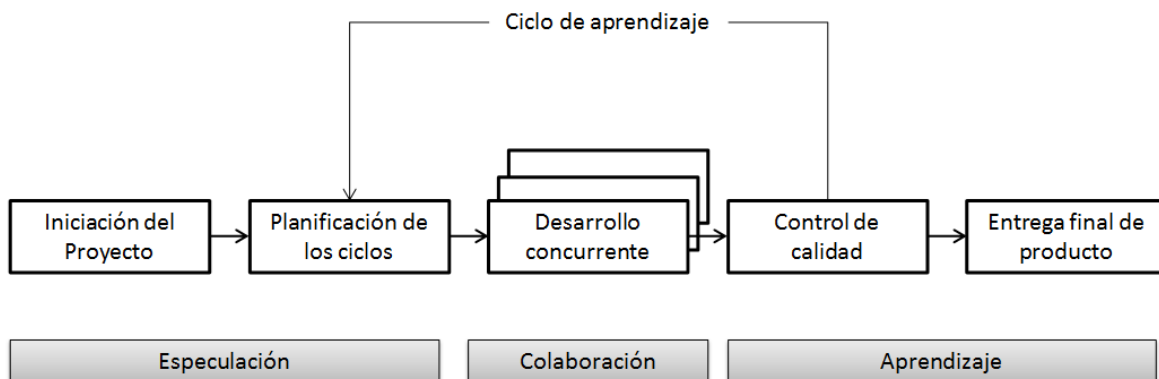 Ciclo de aprendizaje
Iniciación del
Proyecto
Planificación de
los ciclos
Desarrollo
concurrente
Control de
calidad
Entrega final de
producto
Especulación
Colaboración
Aprendizaje